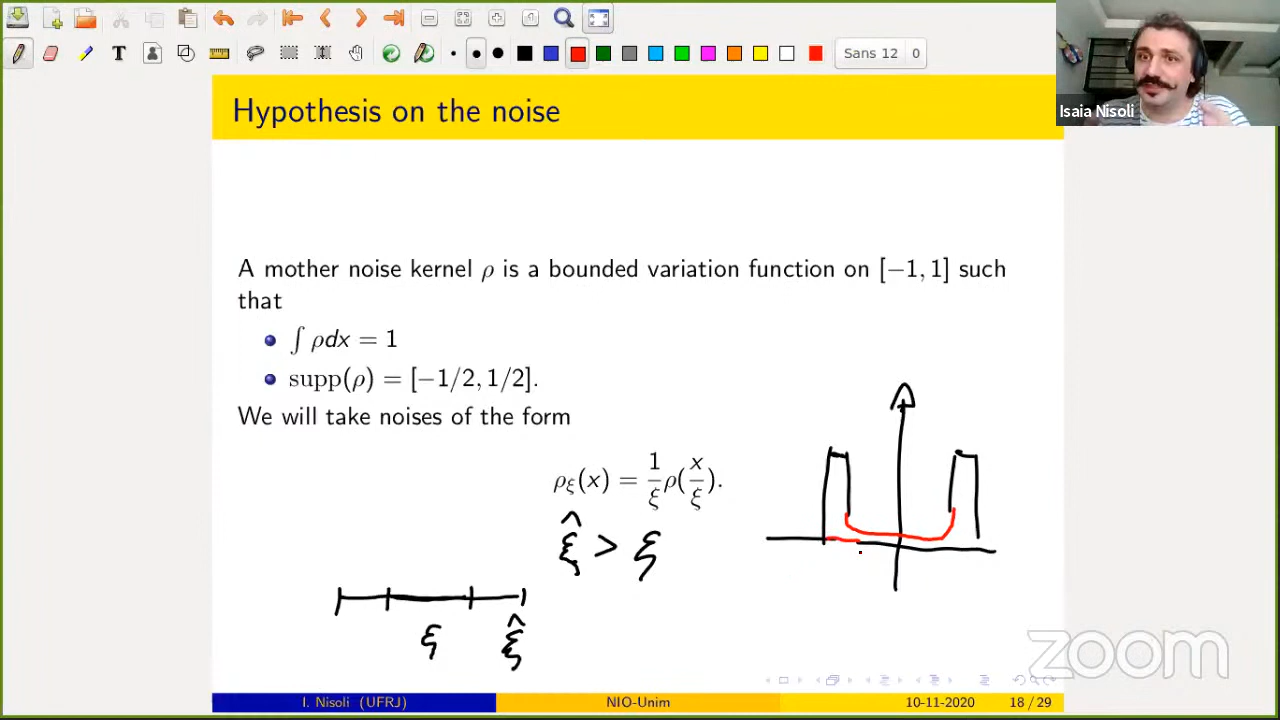 T
Sans 12 0
Isaia Nisoli
Hypothesis on the noise
A mother noise kernel ρ is a bounded variation function on [−1, 1] such
that
∫ ρdx = 1
supp(ρ) = [−1/2, 1/2].
We will take noises of the form
ρ_ξ(x) = 1/ξ ρ(x/ξ).
ξ̂ > ξ
ξ ξ̂
zoom
I. Nisoli (UFRJ) NIO-Unim 10-11-2020 18 / 29